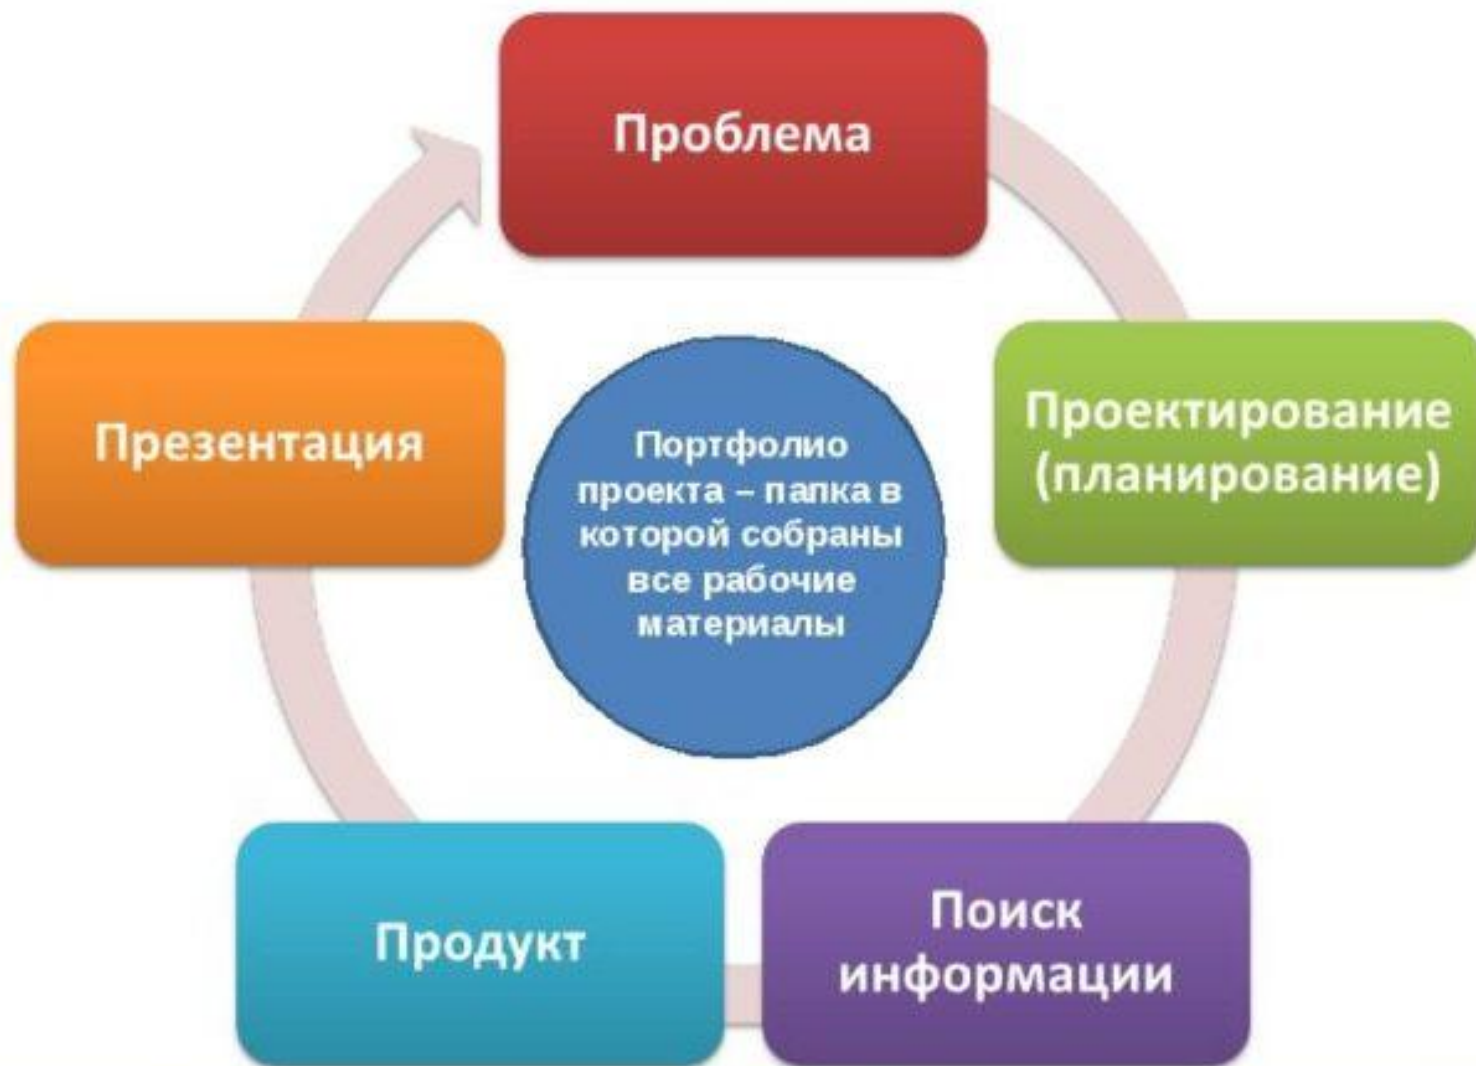 Проблема
Проектирование
(планирование)
Поиск
информации
Продукт
Презентация
Портфолио
проекта – папка в
которой собраны
все рабочие
материалы